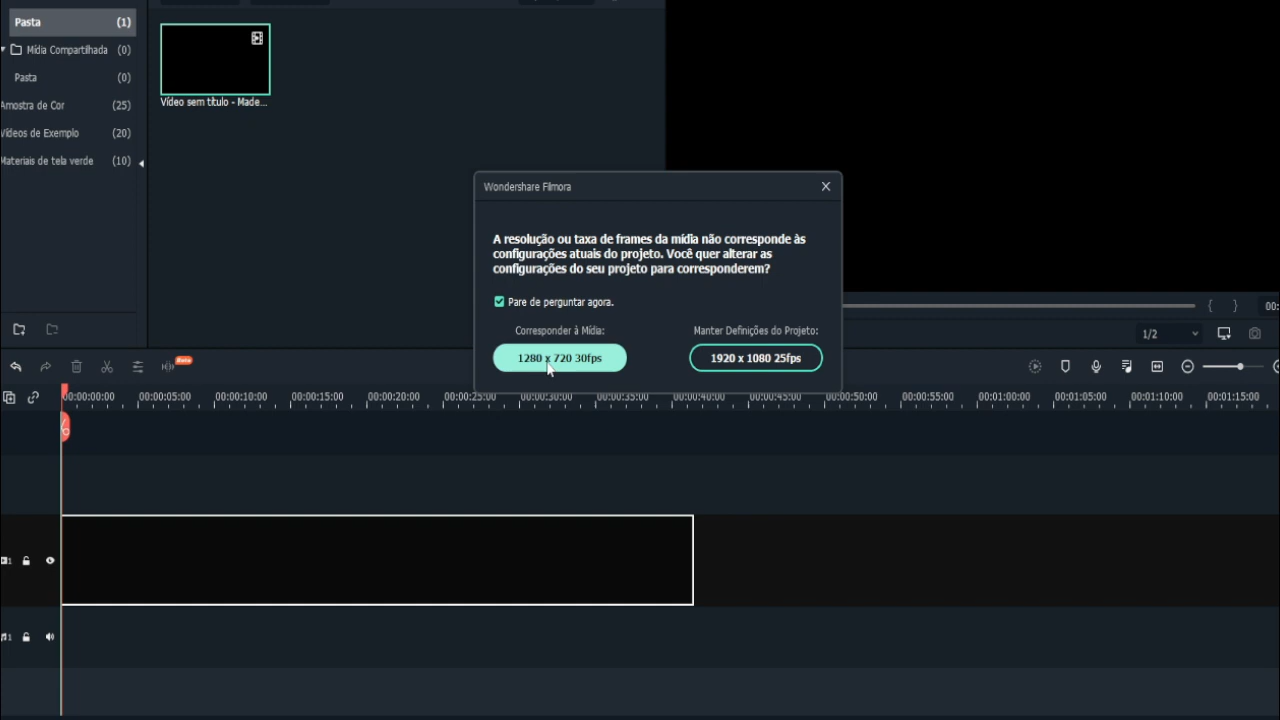 Pasta (1)
Mídia Compartilhada (0)
Pasta (0)
Amostra de Cor (25)
Vídeos de Exemplo (20)
Materiais de tela verde (10)
Vídeo sem título - Made...
Wondershare Filmora
A resolução ou taxa de frames da mídia não corresponde às
configurações atuais do projeto. Você quer alterar as
configurações do seu projeto para corresponderem?
Pare de perguntar agora.
Corresponder à Mídia: Manter Definições do Projeto:
1280 x 720 30fps 1920 x 1080 25fps
{ } 00:
1/2
Beta
00:00:00:00 00:00:05:00 00:00:10:00 00:00:15:00 00:00:20:00 00:00:25:00 00:00:30:00 00:00:35:00 00:00:40:00 00:00:45:00 00:00:50:00 00:00:55:00 00:01:00:00 00:01:05:00 00:01:10:00 00:01:15:00
1
1